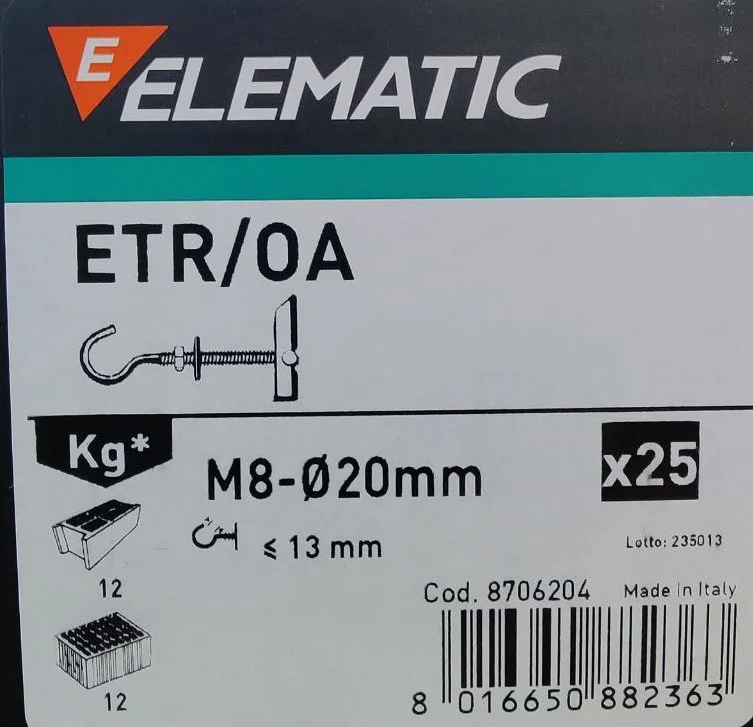 E ELEMATIC
ETR/OA
Kg*
M8-Ø20mm
x25
≤ 13 mm
Lotto: 235013
12
Cod. 8706204 Made in Italy
12
8 016650 882363